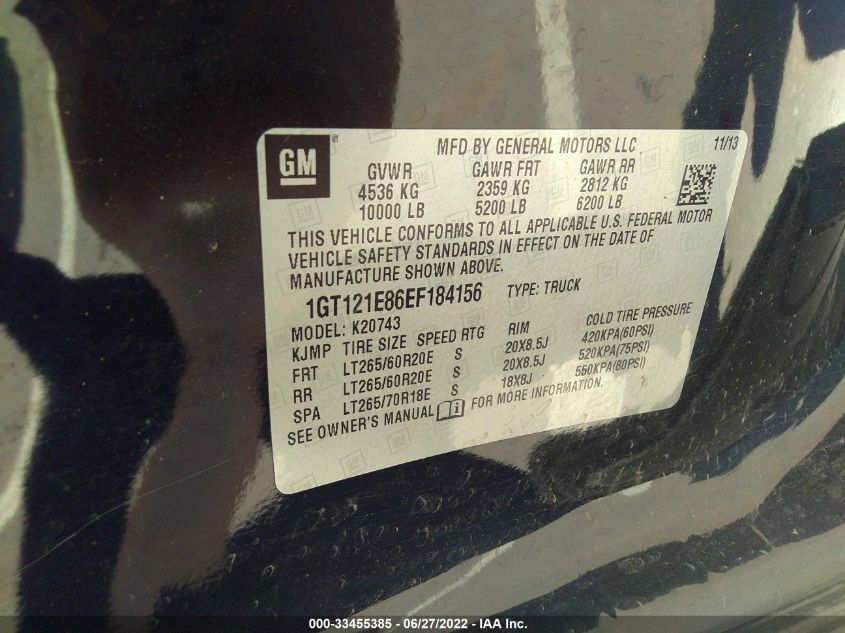 GM ®
MFD BY GENERAL MOTORS LLC 11/13
GVWR GAWR FRT GAWR RR
4536 KG 2359 KG 2812 KG
10000 LB 5200 LB 6200 LB
THIS VEHICLE CONFORMS TO ALL APPLICABLE U.S. FEDERAL MOTOR
VEHICLE SAFETY STANDARDS IN EFFECT ON THE DATE OF
MANUFACTURE SHOWN ABOVE.
1GT121E86EF184156 TYPE: TRUCK
MODEL: K20743
KJMP TIRE SIZE SPEED RTG RIM COLD TIRE PRESSURE
FRT LT265/60R20E S 20X8.5J 420KPA(60PSI)
RR LT265/60R20E S 20X8.5J 520KPA(75PSI)
SPA LT265/70R18E S 18X8J 550KPA(80PSI)
SEE OWNER'S MANUAL FOR MORE INFORMATION.
000-33455385 - 06/27/2022 - IAA Inc.